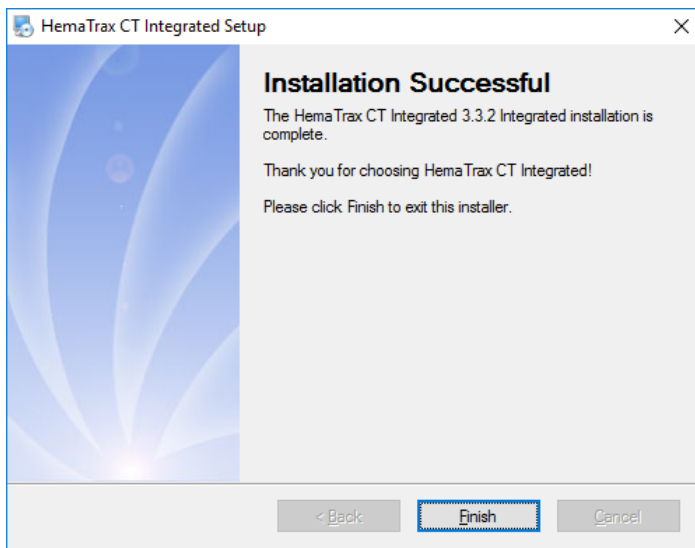 HemaTrax CT Integrated Setup
Installation Successful
The HemaTrax CT Integrated 3.3.2 Integrated installation is
complete.
Thank you for choosing HemaTrax CT Integrated!
Please click Finish to exit this installer.
< Back
Finish
Cancel